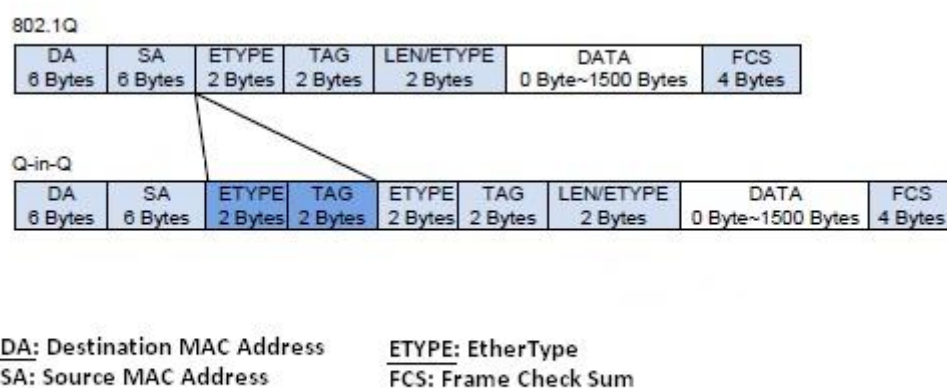 802.1Q
DA SA ETYPE TAG LEN/ETYPE DATA FCS
6 Bytes 6 Bytes 2 Bytes 2 Bytes 2 Bytes 0 Byte~1500 Bytes 4 Bytes
Q-in-Q
DA SA ETYPE TAG ETYPE TAG LEN/ETYPE DATA FCS
6 Bytes 6 Bytes 2 Bytes 2 Bytes 2 Bytes 2 Bytes 2 Bytes 0 Byte~1500 Bytes 4 Bytes
DA: Destination MAC Address ETYPE: EtherType
SA: Source MAC Address FCS: Frame Check Sum